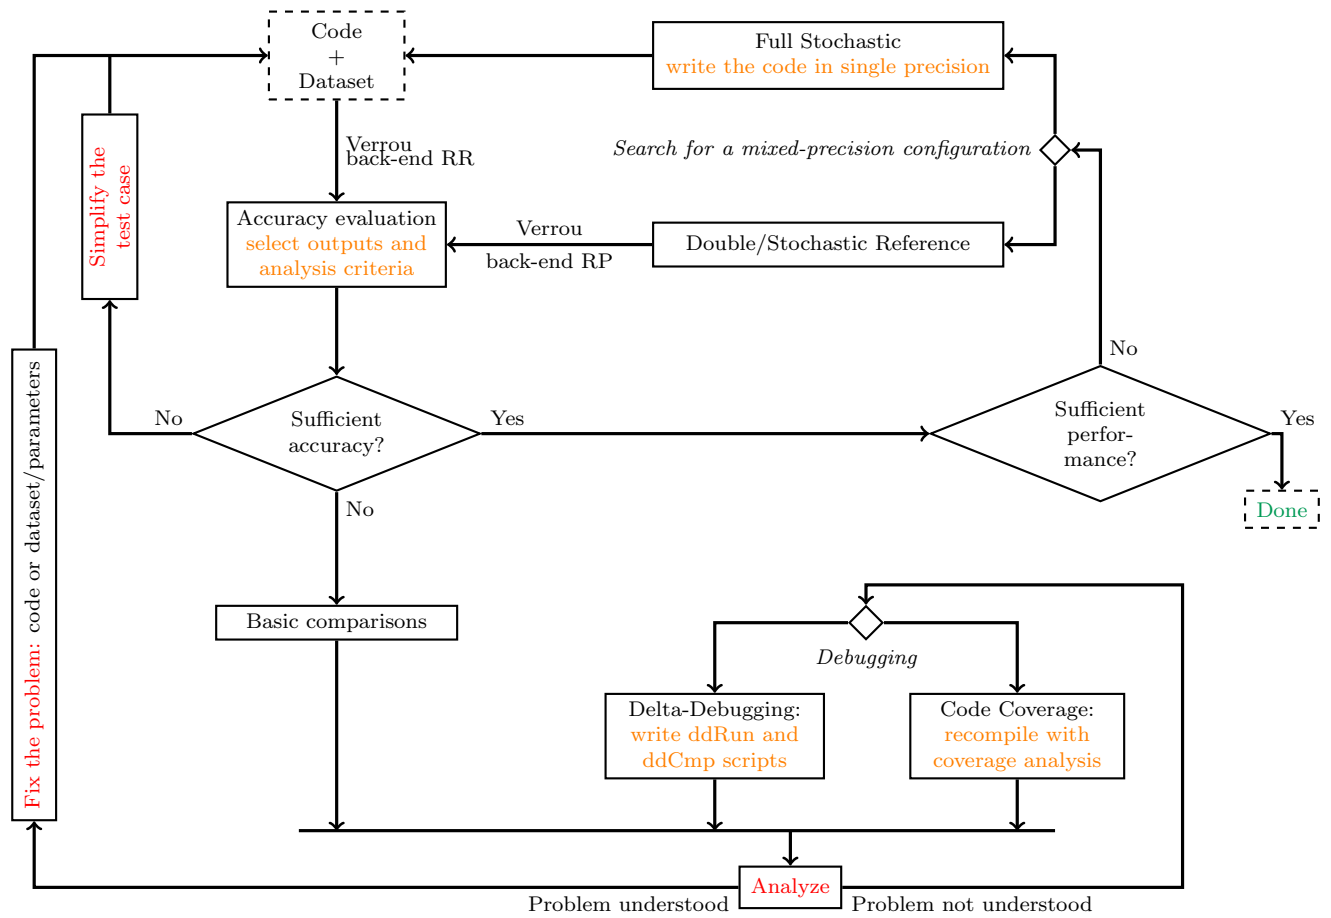 Code
+
Dataset
Full Stochastic
write the code in single precision
Verrou
back-end RR
Search for a mixed-precision configuration
Simplify the
test case
Accuracy evaluation
select outputs and
analysis criteria
Verrou
back-end RP
Double/Stochastic Reference
No
Fix the problem: code or dataset/parameters
No
Sufficient
accuracy?
Yes
Sufficient
perfor-
mance?
Yes
No
Done
Basic comparisons
Debugging
Delta-Debugging:
write ddRun and
ddCmp scripts
Code Coverage:
recompile with
coverage analysis
Analyze
Problem understood
Problem not understood